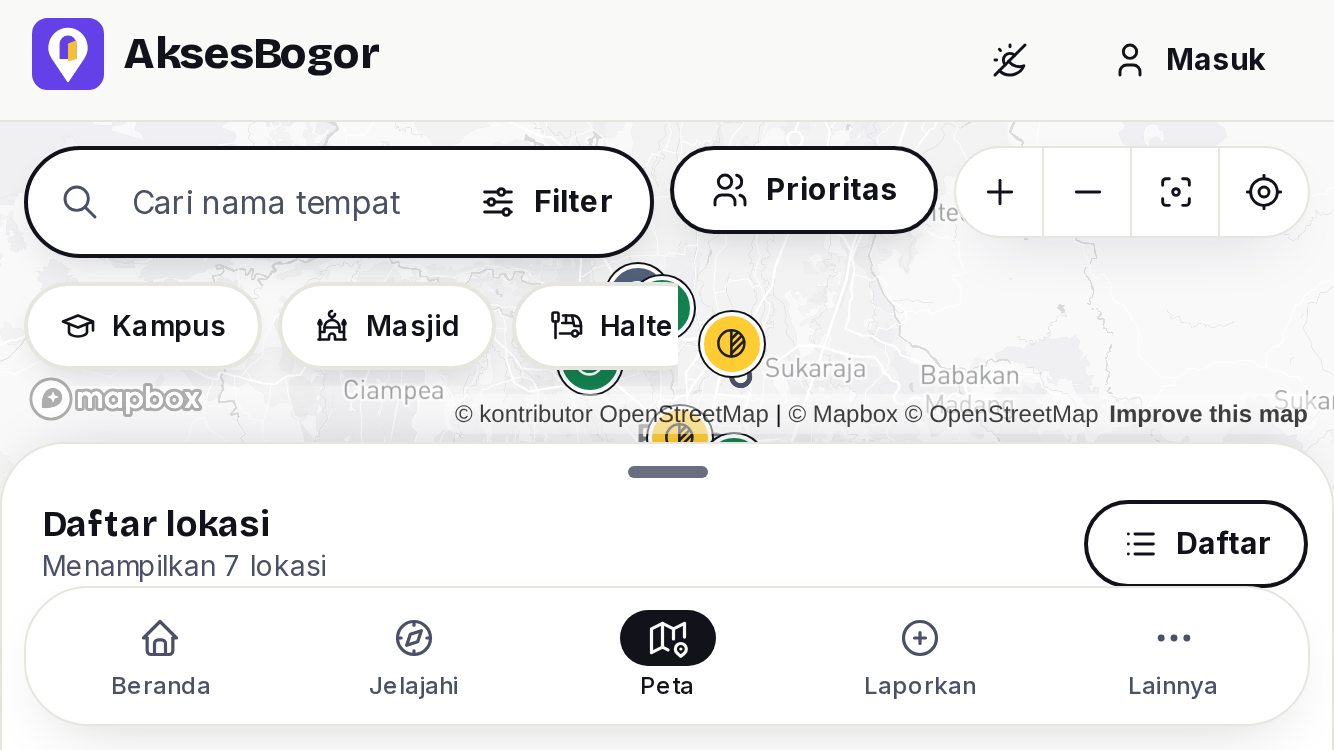 AksesBogor
Masuk
Cari nama tempat
Filter
Prioritas
Kampus
Masjid
Halte
Sukaraja
Babakan
Madang
Ciampea
mapbox
© kontributor OpenStreetMap | © Mapbox © OpenStreetMap Improve this map
Daftar lokasi
Menampilkan 7 lokasi
Daftar
Beranda
Jelajahi
Peta
Laporkan
Lainnya